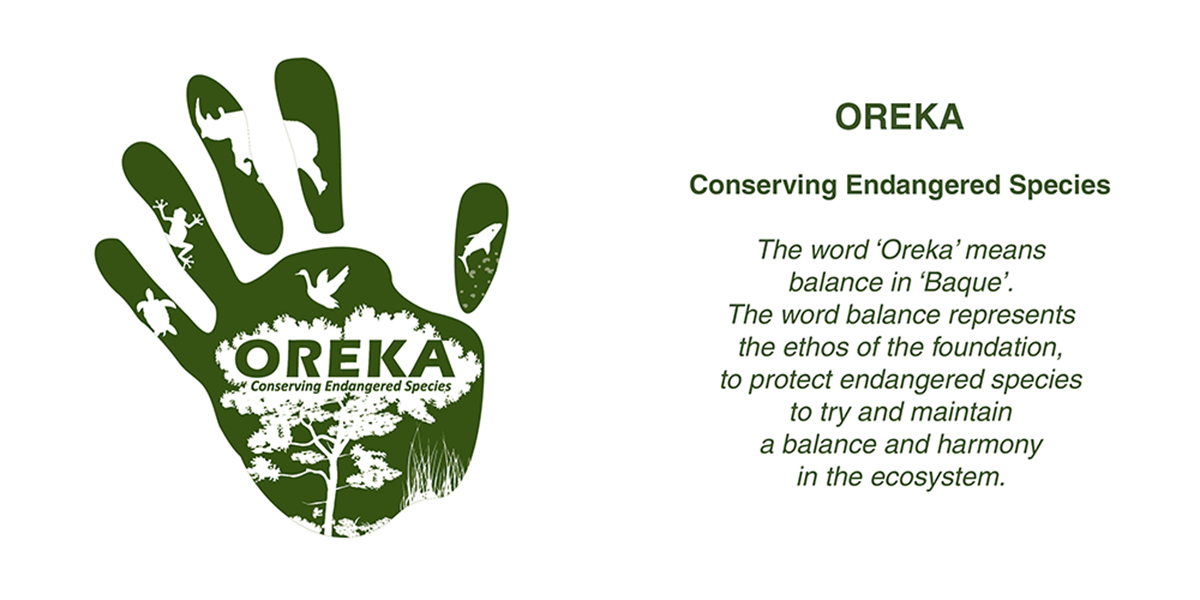 OREKA
Conserving Endangered Species
OREKA
Conserving Endangered Species
The word ‘Oreka’ means
balance in ‘Baque’.
The word balance represents
the ethos of the foundation,
to protect endangered species
to try and maintain
a balance and harmony
in the ecosystem.